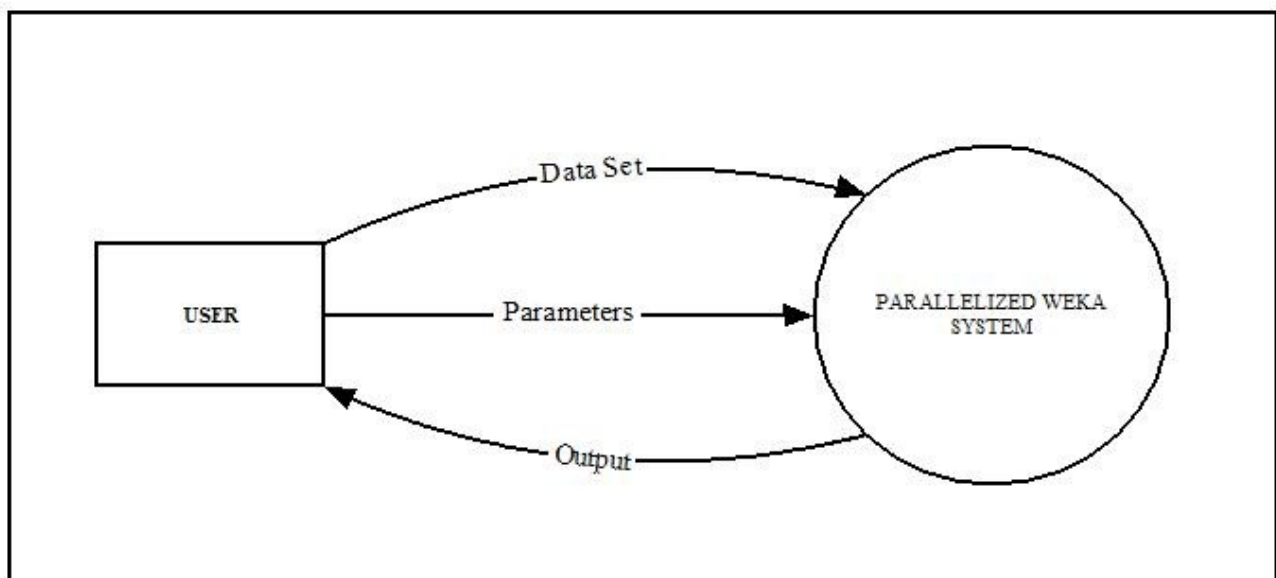 Data Set
USER
Parameters
PARALLELIZED WEKA
SYSTEM
Output